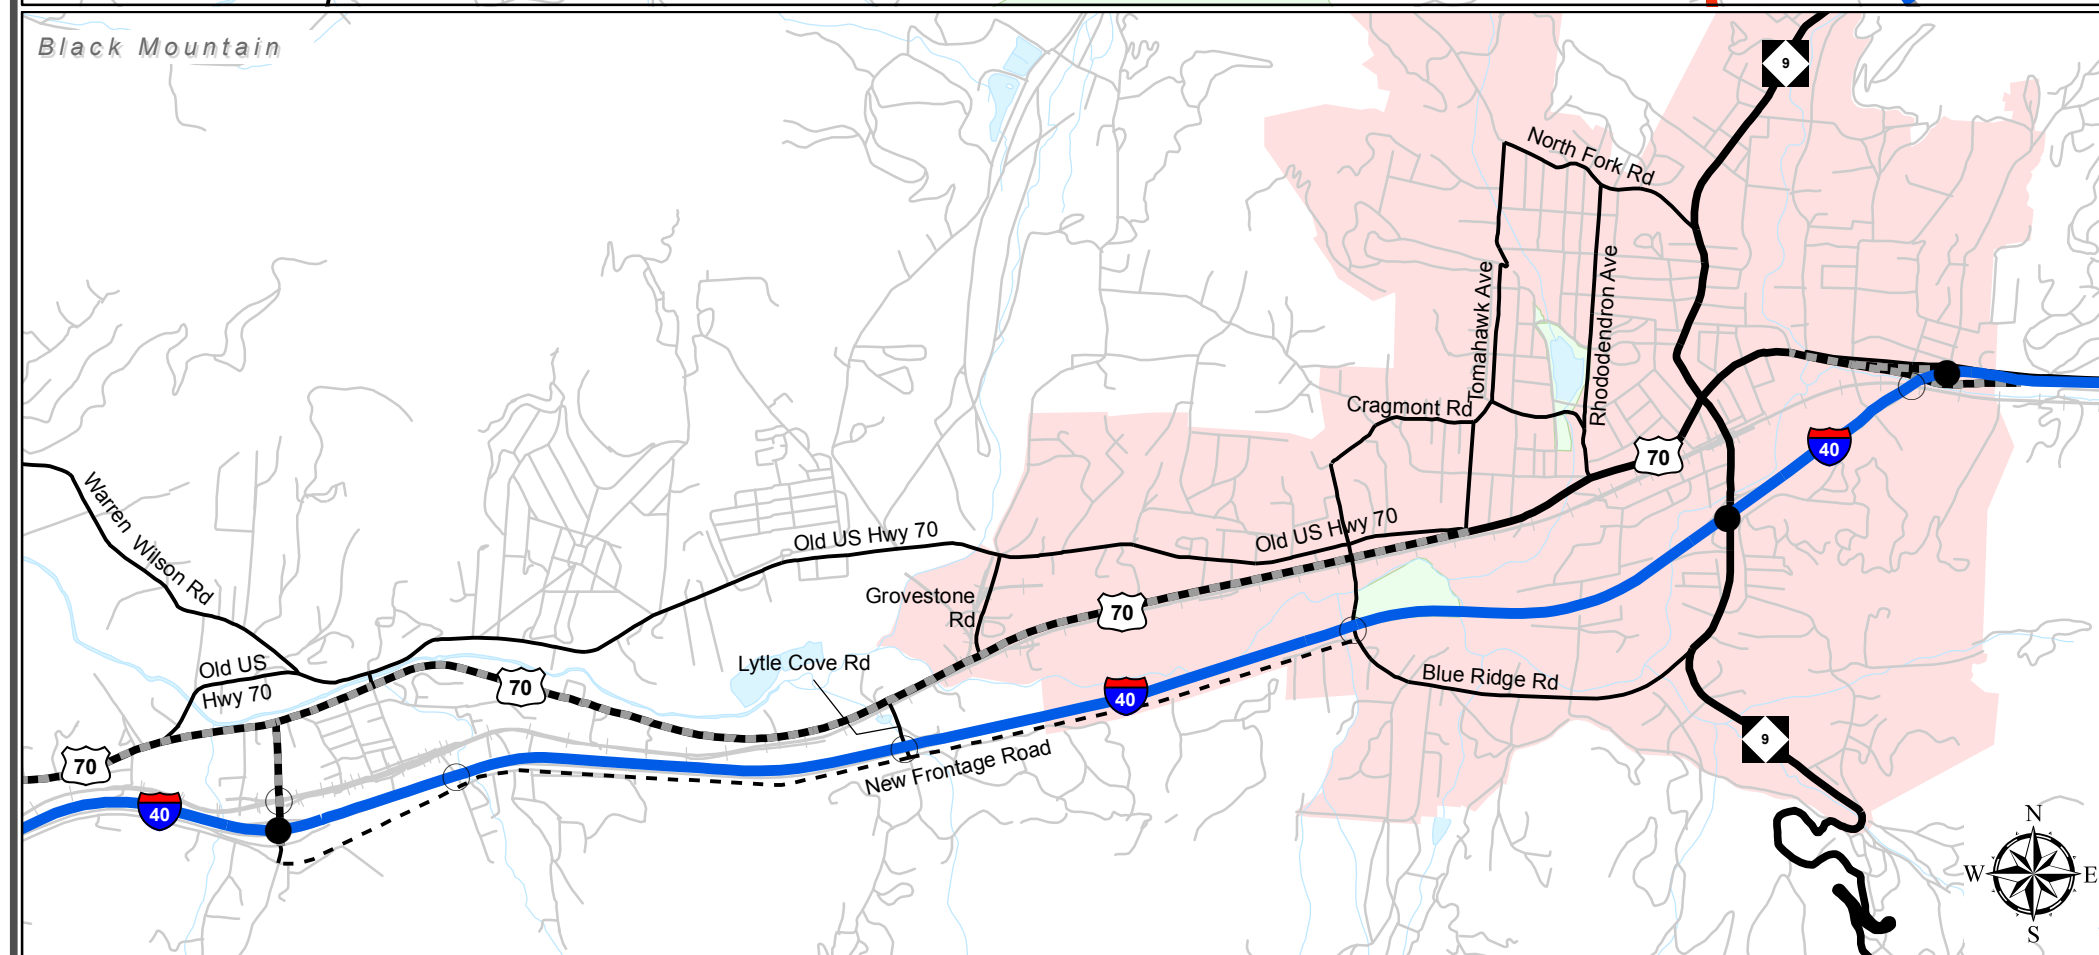 Black Mountain
9
North Fork Rd
Tomahawk Ave
Rhododendron Ave
Cragmont Rd
70
40
Warren Wilson Rd
Old US Hwy 70
Old US Hwy 70
Grovestone
Rd
70
Lytle Cove Rd
Old US
Hwy 70
70
40
Blue Ridge Rd
9
70
New Frontage Road
40
N
W
E
S